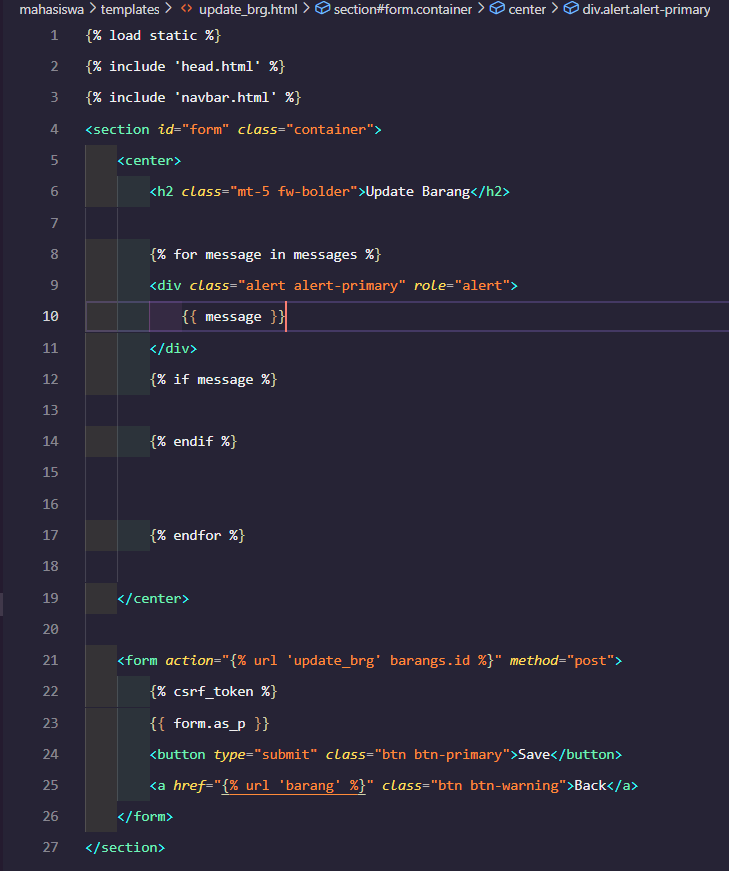 mahasiswa > templates > <> update_brg.html > section#form.container > center > div.alert.alert-primary
1 {% load static %}
2 {% include 'head.html' %}
3 {% include 'navbar.html' %}
4 <section id="form" class="container">
5 <center>
6 <h2 class="mt-5 fw-bolder">Update Barang</h2>
7
8 {% for message in messages %}
9 <div class="alert alert-primary" role="alert">
10 {{ message }}
11 </div>
12 {% if message %}
13
14 {% endif %}
15
16
17 {% endfor %}
18
19 </center>
20
21 <form action="{% url 'update_brg' barangs.id %}" method="post">
22 {% csrf_token %}
23 {{ form.as_p }}
24 <button type="submit" class="btn btn-primary">Save</button>
25 <a href="{% url 'barang' %}" class="btn btn-warning">Back</a>
26 </form>
27 </section>